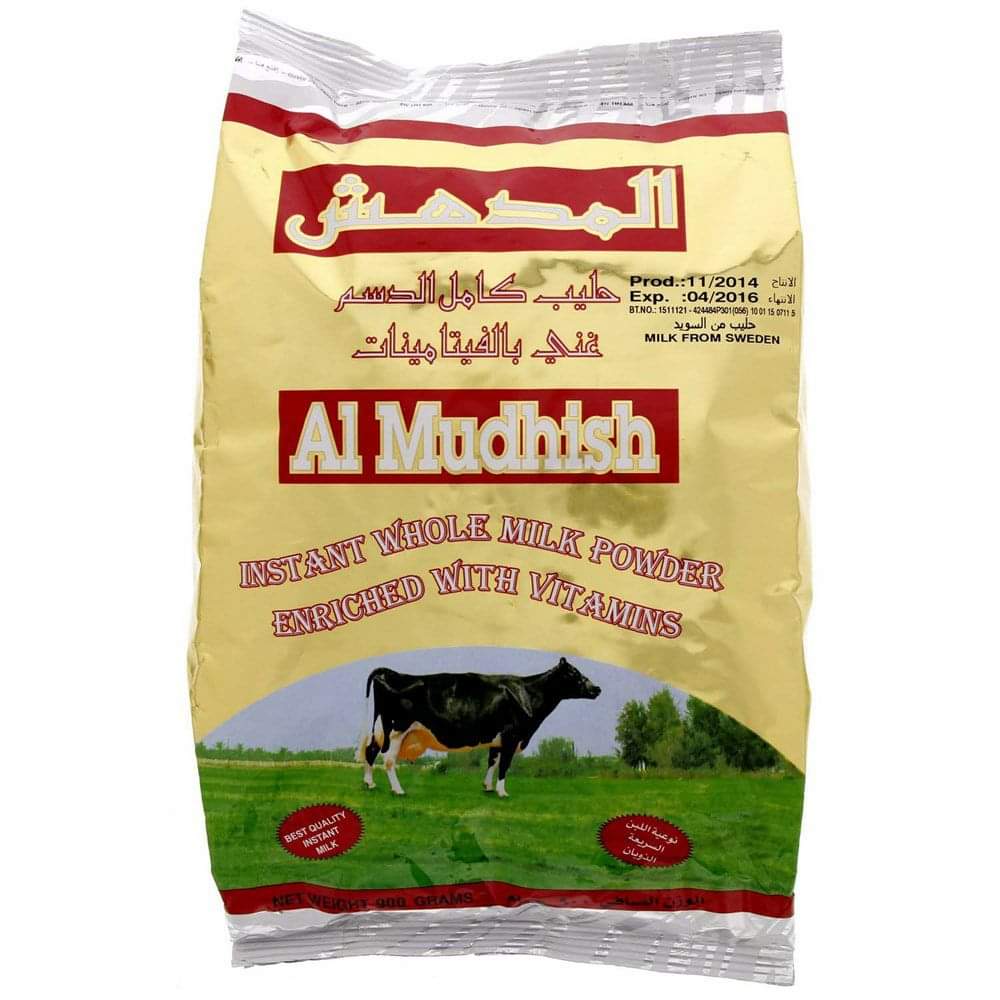 المدهش
حليب كامل الدسم
غني بالفيتامينات
Prod.:11/2014 الانتاج
Exp. :04/2016 الانتهاء
BT.NO.: 1511121 - 424484P301(056) 10 01 15 0711 5
حليب من السويد
MILK FROM SWEDEN
Al Mudhish
INSTANT WHOLE MILK POWDER
ENRICHED WITH VITAMINS
BEST QUALITY
INSTANT
MILK
نوعية اللبن
السريعة
الذوبان
NET WEIGHT 900 GRAMS
الوزن الصافي